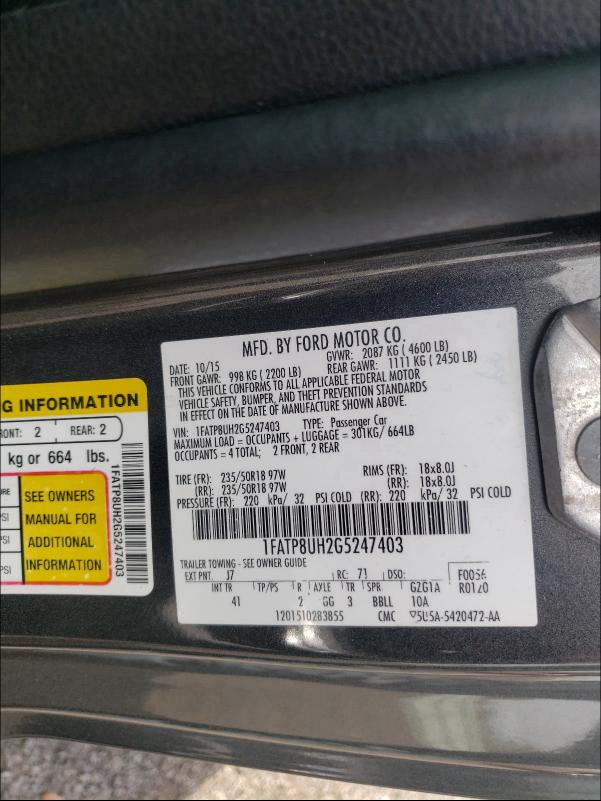 MFD. BY FORD MOTOR CO.
DATE: 10/15 GVWR: 2087 KG (4600 LB)
FRONT GAWR: 998 KG (2200 LB) REAR GAWR: 1111 KG (2450 LB)
THIS VEHICLE CONFORMS TO ALL APPLICABLE FEDERAL MOTOR
VEHICLE SAFETY, BUMPER, AND THEFT PREVENTION STANDARDS
IN EFFECT ON THE DATE OF MANUFACTURE SHOWN ABOVE.
VIN: 1FATP8UH2G5247403 TYPE: Passenger Car
MAXIMUM LOAD = OCCUPANTS + LUGGAGE = 301KG/ 664LB
OCCUPANTS = 4 TOTAL; 2 FRONT, 2 REAR
TIRE (FR): 235/50R18 97W RIMS (FR): 18x8.0J
(RR): 235/50R18 97W (RR): 18x8.0J
PRESSURE (FR): 220 kPa/ 32 PSI COLD (RR): 220 kPa/ 32 PSI COLD
1FATP8UH2G5247403
TRAILER TOWING - SEE OWNER GUIDE
EXT PNT: J7 RC: 71 DSO: F0056
INT TR TP/PS R AXLE TR SPR GZG1A R0120
41 2 GG 3 BBLL 10A
1201510283855 CMC ▽5U5A-5420472-AA
G INFORMATION
RONT: 2 REAR: 2
kg or 664 lbs.
SEE OWNERS
MANUAL FOR
ADDITIONAL
INFORMATION
1FATP8UH2G5247403